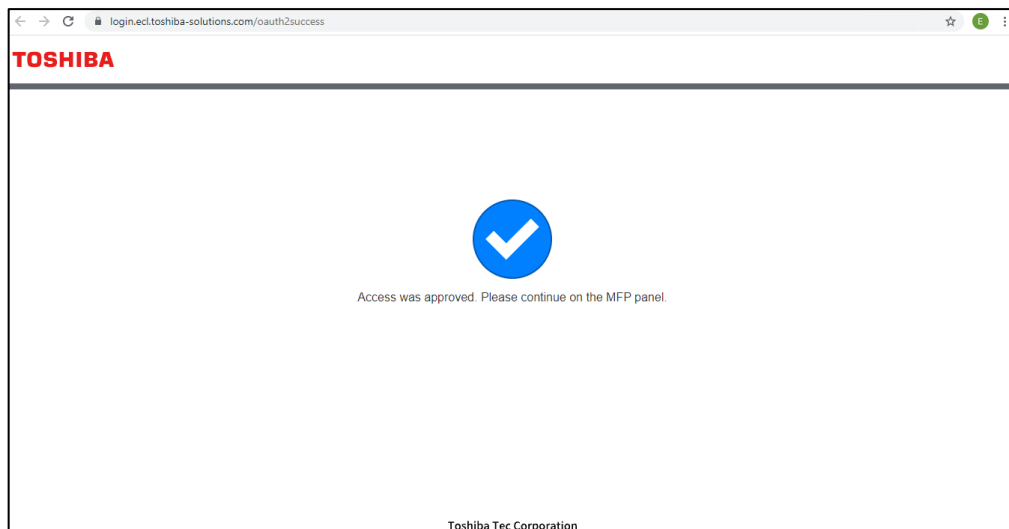 login.ecl.toshiba-solutions.com/oauth2success
E
TOSHIBA
Access was approved. Please continue on the MFP panel.
Toshiba Tec Corporation